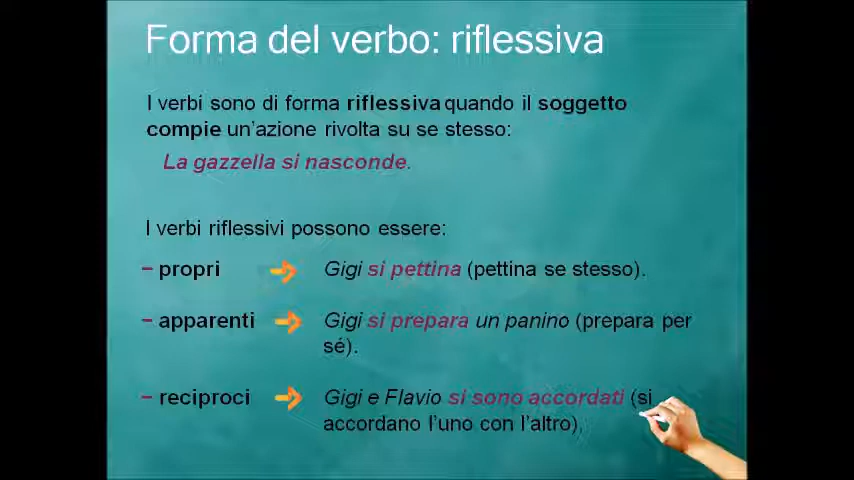 Forma del verbo: riflessiva
I verbi sono di forma riflessiva quando il soggetto
compie un'azione rivolta su se stesso:
La gazzella si nasconde.
I verbi riflessivi possono essere:
– propri Gigi si pettina (pettina se stesso).
– apparenti Gigi si prepara un panino (prepara per
sé).
– reciproci Gigi e Flavio si sono accordati (si
accordano l'uno con l'altro).